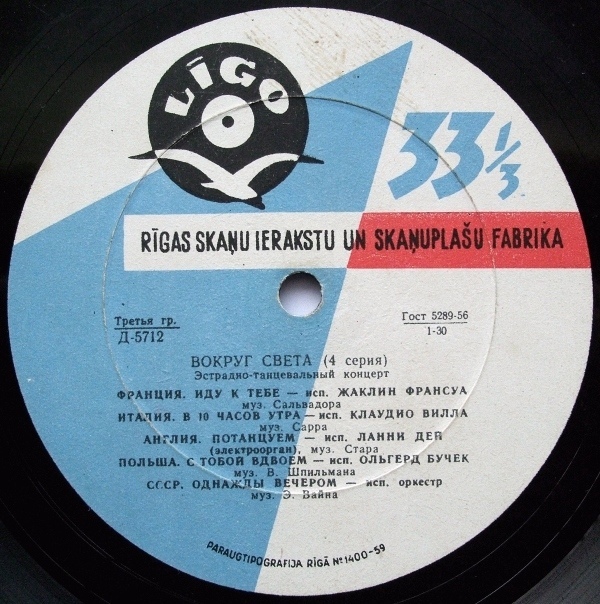 LĪGO
33 1/3
RĪGAS SKAŅU IERAKSTU UN SKAŅUPLAŠU FABRIKA
Третья гр.
Д-5712
Гост 5289-56
1-30
ВОКРУГ СВЕТА (4 серия)
Эстрадно-танцевальный концерт
ФРАНЦИЯ. ИДУ К ТЕБЕ — исп. ЖАКЛИН ФРАНСУА
муз. Сальвадора
ИТАЛИЯ. В 10 ЧАСОВ УТРА — исп. КЛАУДИО ВИЛЛА
муз. Сарра
АНГЛИЯ. ПОТАНЦУЕМ — исп. ЛАННИ ДЕЙ
(электроорган), муз. Стара
ПОЛЬША. С ТОБОЙ ВДВОЕМ — исп. ОЛЬГЕРД БУЧЕК
муз. В. Шпильмана
СССР. ОДНАЖДЫ ВЕЧЕРОМ — исп. оркестр
муз. Э. Вайна
PARAUGTIPOGRAFIJA RĪGĀ № 1400-59